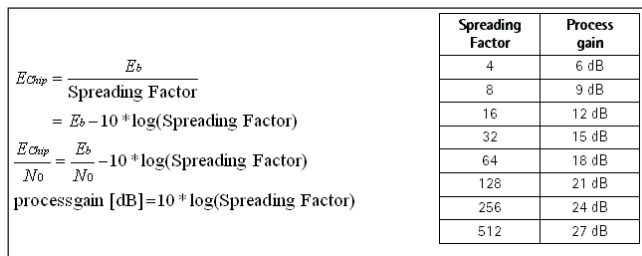 E_Chip = E_b / Spreading Factor
= E_b − 10 * log(Spreading Factor)
E_Chip / N_0 = E_b / N_0 − 10 * log(Spreading Factor)
processgain [dB]=10 * log(Spreading Factor)
Spreading Factor Process gain
4 6 dB
8 9 dB
16 12 dB
32 15 dB
64 18 dB
128 21 dB
256 24 dB
512 27 dB